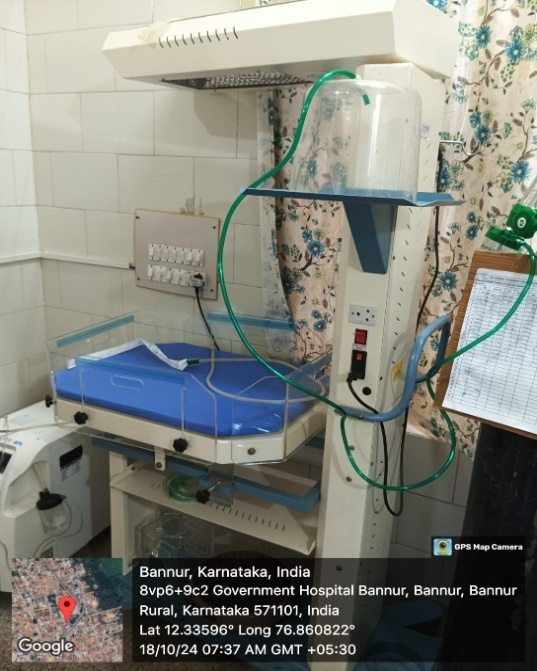 GPS Map Camera
Bannur, Karnataka, India
8vp6+9c2 Government Hospital Bannur, Bannur, Bannur
Rural, Karnataka 571101, India
Lat 12.33596° Long 76.860822°
18/10/24 07:37 AM GMT +05:30
Google